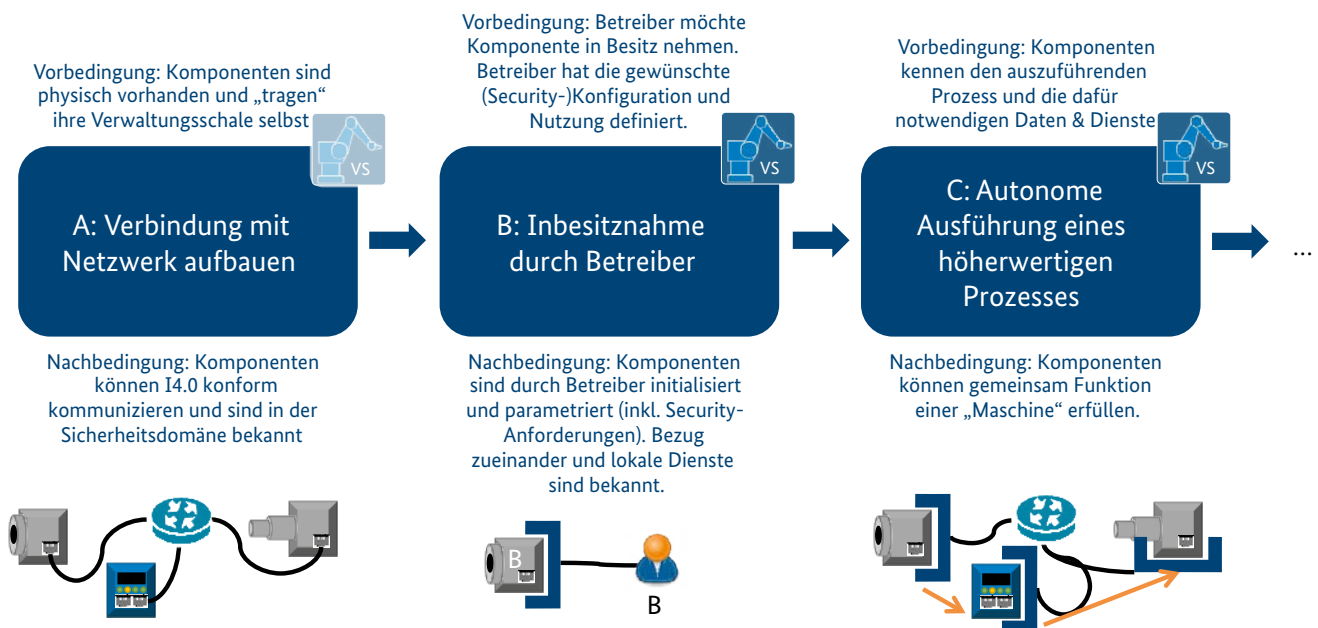 Vorbedingung: Komponenten sind
physisch vorhanden und „tragen“
ihre Verwaltungsschale selbst
VS
A: Verbindung mit
Netzwerk aufbauen
Nachbedingung: Komponenten
können I4.0 konform
kommunizieren und sind in der
Sicherheitsdomäne bekannt
Vorbedingung: Betreiber möchte
Komponente in Besitz nehmen.
Betreiber hat die gewünschte
(Security-)Konfiguration und
Nutzung definiert.
VS
B: Inbesitznahme
durch Betreiber
Nachbedingung: Komponenten
sind durch Betreiber initialisiert
und parametriert (inkl. Security-
Anforderungen). Bezug
zueinander und lokale Dienste
sind bekannt.
B
B
Vorbedingung: Komponenten
kennen den auszuführenden
Prozess und die dafür
notwendigen Daten & Dienste
VS
C: Autonome
Ausführung eines
höherwertigen
Prozesses
Nachbedingung: Komponenten
können gemeinsam Funktion
einer „Maschine“ erfüllen.
...